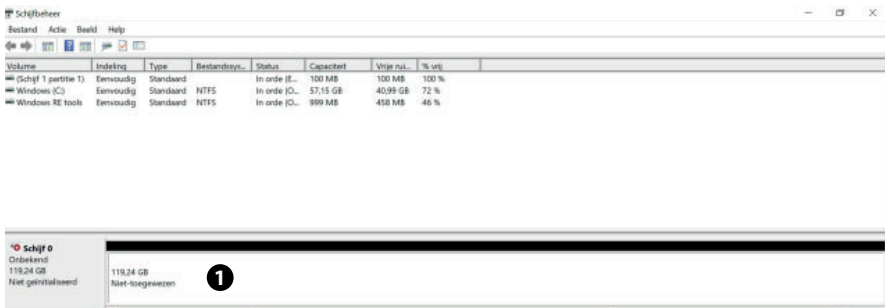 Schijfbeheer
Bestand Actie Beeld Help
Volume Indeling Type Bestandssys... Status Capaciteit Vrije rui... % vrij
(Schijf 1 partitie 1) Eenvoudig Standaard In orde (E... 100 MB 100 MB 100 %
Windows (C:) Eenvoudig Standaard NTFS In orde (O... 57,15 GB 40,99 GB 72 %
Windows RE tools Eenvoudig Standaard NTFS In orde (O... 999 MB 458 MB 46 %
Schijf 0
Onbekend
119,24 GB
Niet geïnitialiseerd
119,24 GB
Niet-toegewezen
1